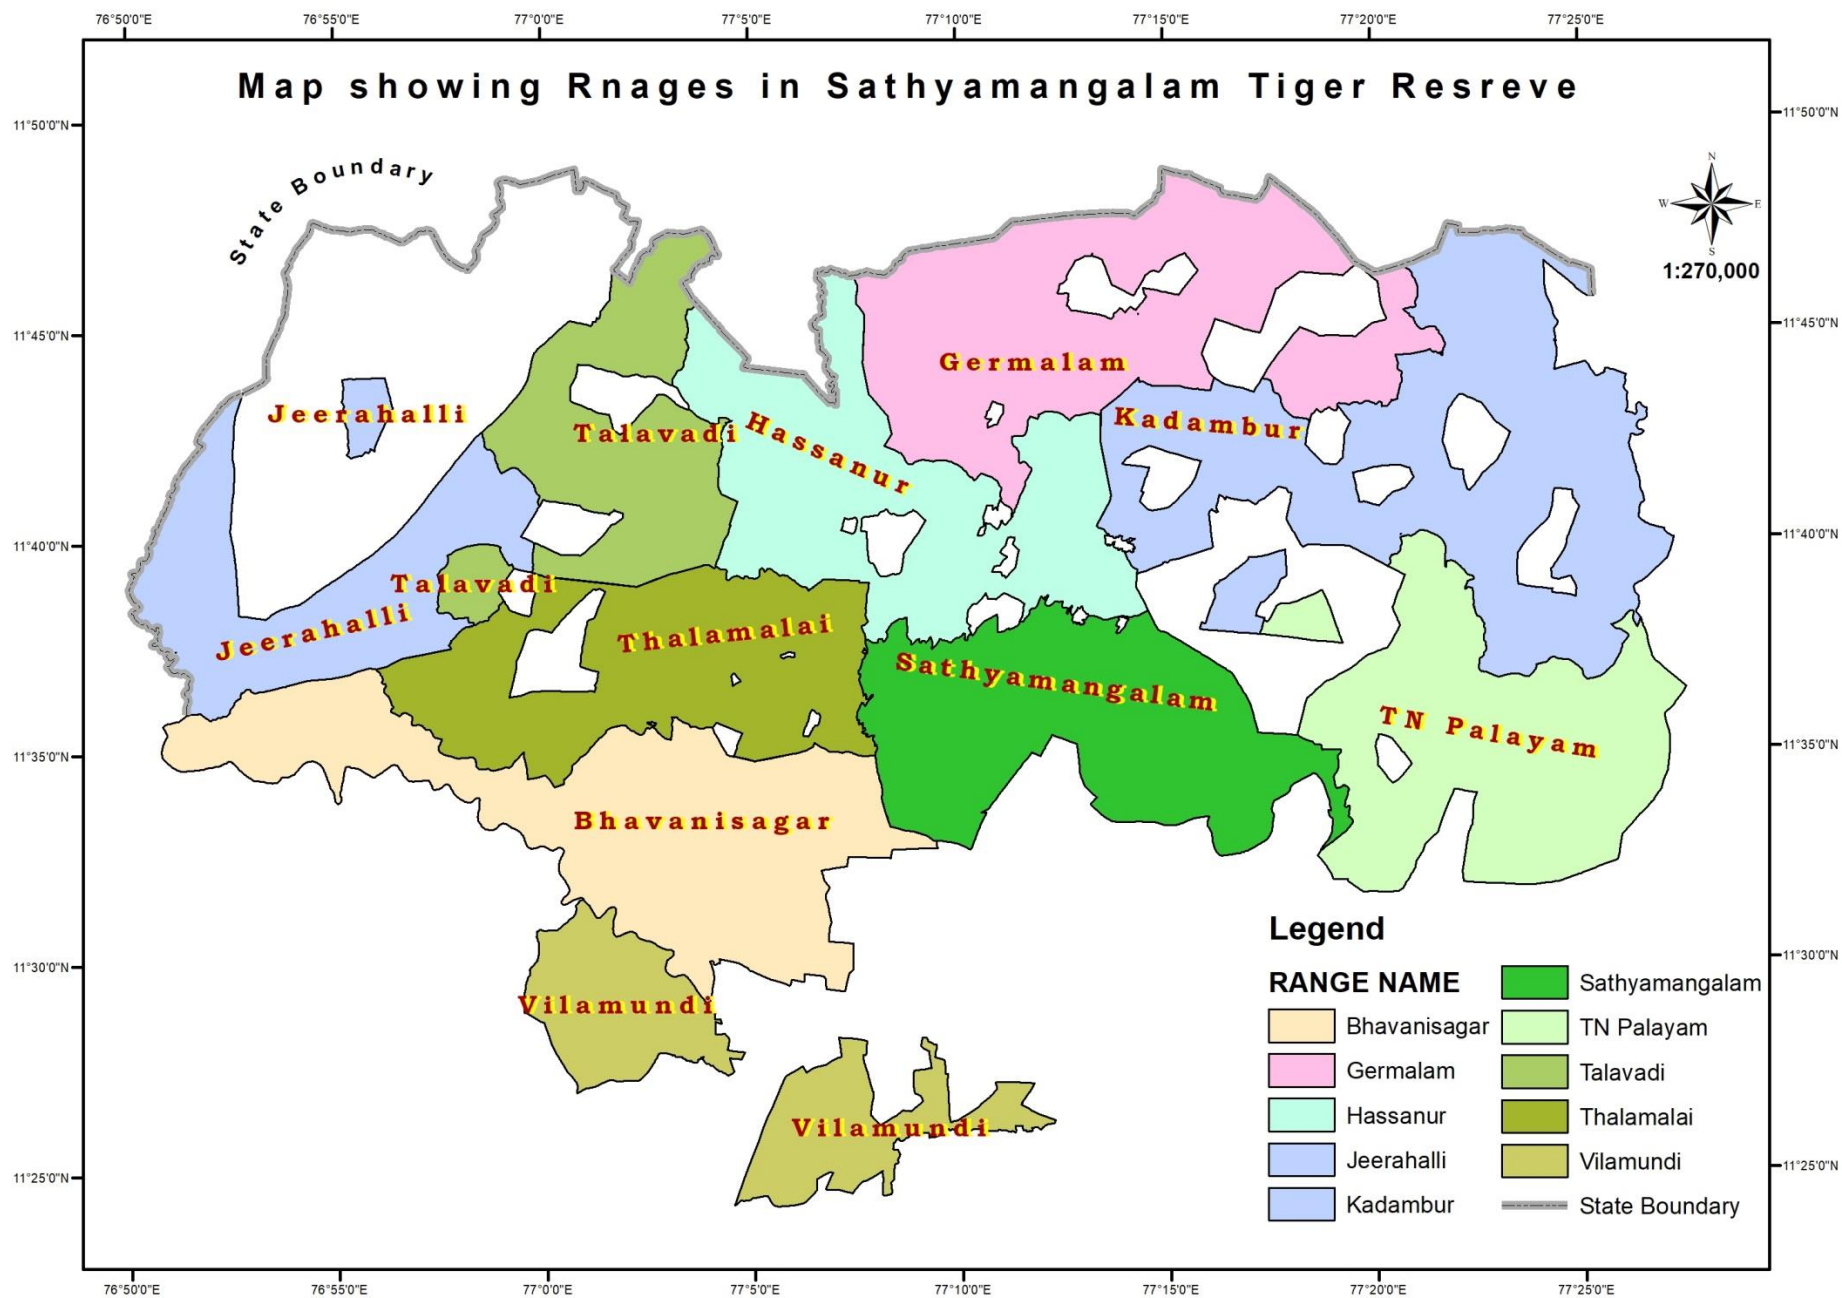 76°50'0"E 76°55'0"E 77°0'0"E 77°5'0"E 77°10'0"E 77°15'0"E 77°20'0"E 77°25'0"E
Map showing Rnages in Sathyamangalam Tiger Resreve
11°50'0"N 11°50'0"N
State Boundary
N
W E
S
1:270,000
11°45'0"N 11°45'0"N
Germalam
Jeerahalli
Talavadi
Hassanur
Kadambur
11°40'0"N 11°40'0"N
Talavadi
Jeerahalli
Thalamalai
Sathyamangalam
TN Palayam
11°35'0"N 11°35'0"N
Bhavanisagar
11°30'0"N 11°30'0"N
Vilamundi
Vilamundi
11°25'0"N 11°25'0"N
Legend
RANGE NAME
Bhavanisagar
Germalam
Hassanur
Jeerahalli
Kadambur
Sathyamangalam
TN Palayam
Talavadi
Thalamalai
Vilamundi
State Boundary
76°50'0"E 76°55'0"E 77°0'0"E 77°5'0"E 77°10'0"E 77°15'0"E 77°20'0"E 77°25'0"E